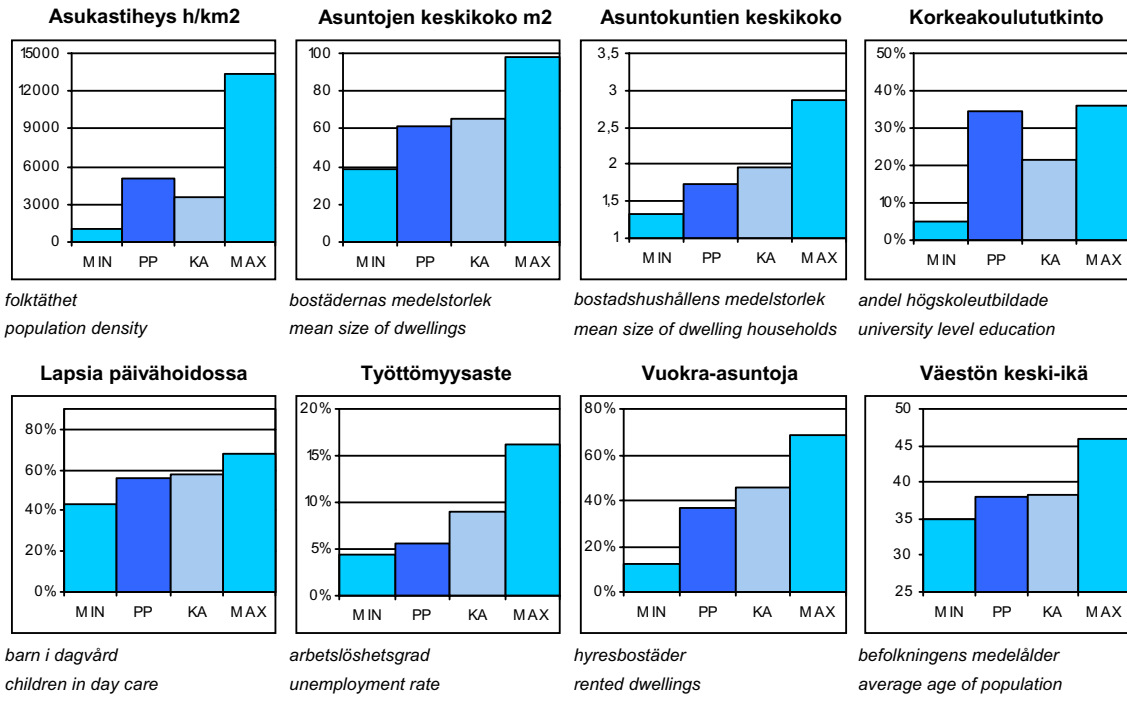 Asukastiheys h/km2
15000
12000
9000
6000
3000
0
MIN PP KA MAX
folktäthet
population density
Asuntojen keskikoko m2
100
80
60
40
20
0
MIN PP KA MAX
bostädernas medelstorlek
mean size of dwellings
Asuntokuntien keskikoko
3,5
3
2,5
2
1,5
1
MIN PP KA MAX
bostadshushållens medelstorlek
mean size of dwelling households
Korkeakoulututkinto
50%
40%
30%
20%
10%
0%
MIN PP KA MAX
andel högskoleutbildade
university level education
Lapsia päivähoidossa
80%
60%
40%
20%
0%
MIN PP KA MAX
barn i dagvård
children in day care
Työttömyysaste
20%
15%
10%
5%
0%
MIN PP KA MAX
arbetslöshetsgrad
unemployment rate
Vuokra-asuntoja
80%
60%
40%
20%
0%
MIN PP KA MAX
hyresbostäder
rented dwellings
Väestön keski-ikä
50
45
40
35
30
25
MIN PP KA MAX
befolkningens medelålder
average age of population